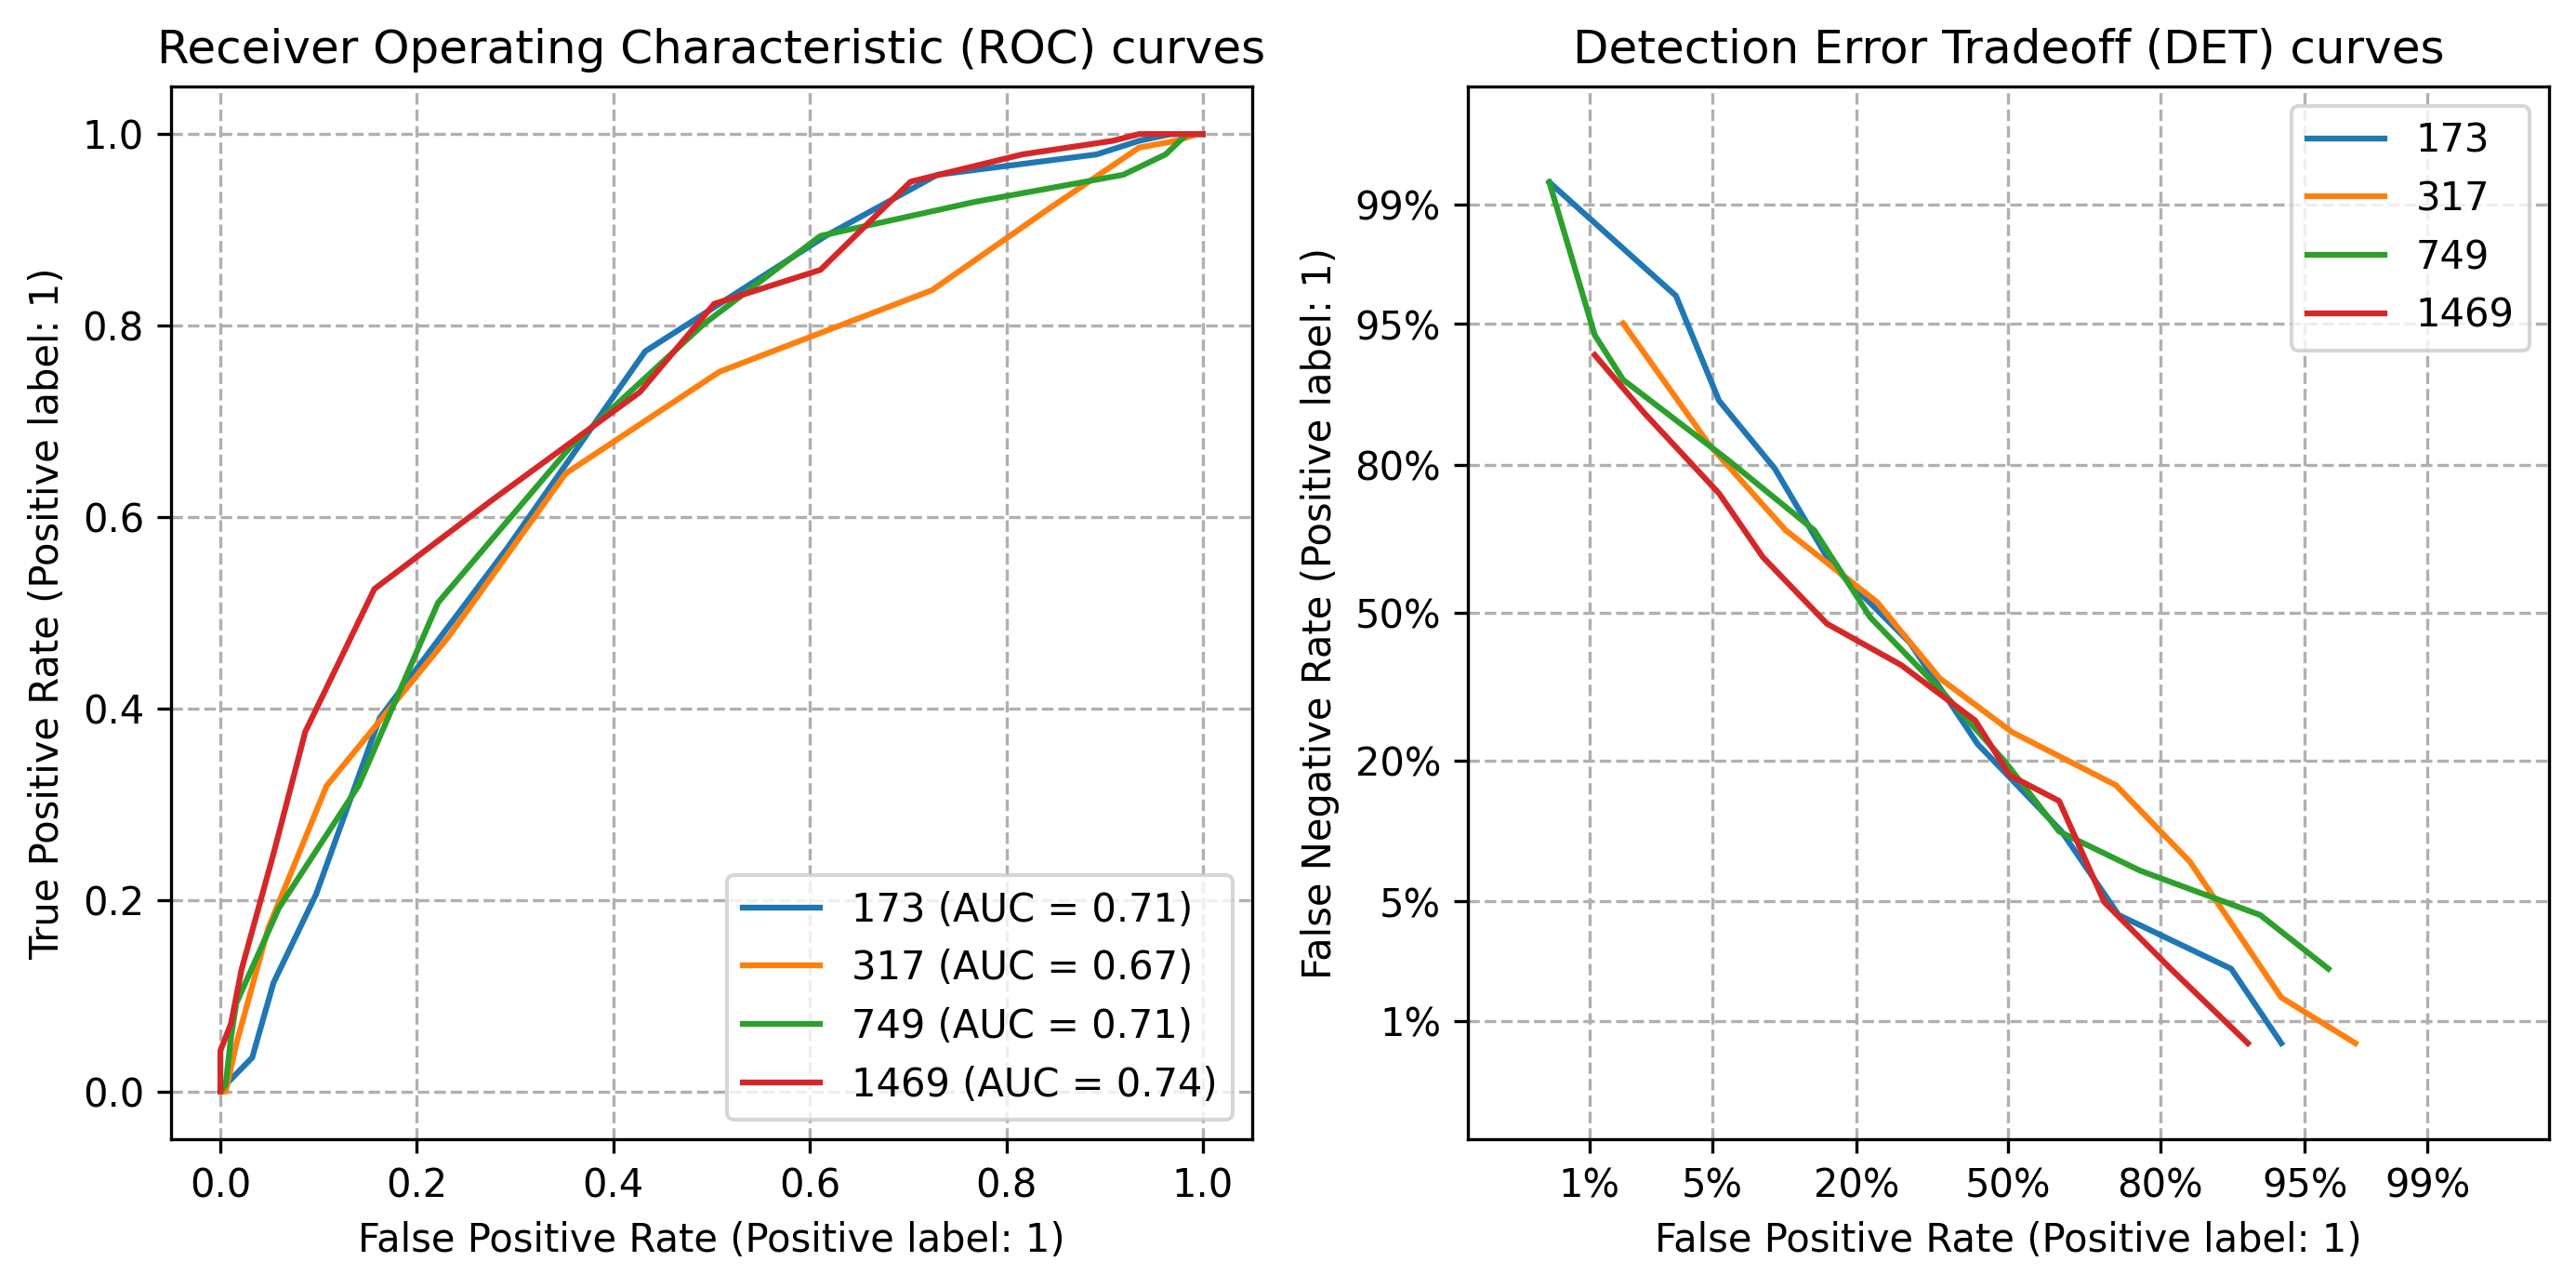 Receiver Operating Characteristic (ROC) curves
True Positive Rate (Positive label: 1)
1.0
0.8
0.6
0.4
0.2
0.0
173 (AUC = 0.71)
317 (AUC = 0.67)
749 (AUC = 0.71)
1469 (AUC = 0.74)
0.0 0.2 0.4 0.6 0.8 1.0
False Positive Rate (Positive label: 1)
Detection Error Tradeoff (DET) curves
False Negative Rate (Positive label: 1)
99%
95%
80%
50%
20%
5%
1%
173
317
749
1469
1% 5% 20% 50% 80% 95% 99%
False Positive Rate (Positive label: 1)